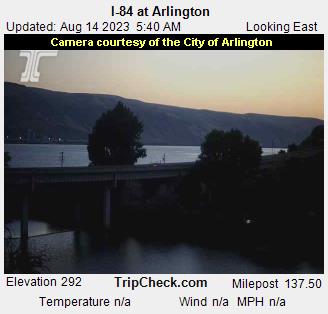 I-84 at Arlington
Updated: Aug 14 2023 5:40 AM Looking East
Camera courtesy of the City of Arlington
Elevation 292 TripCheck.com Milepost 137.50
Temperature n/a Wind n/a MPH n/a